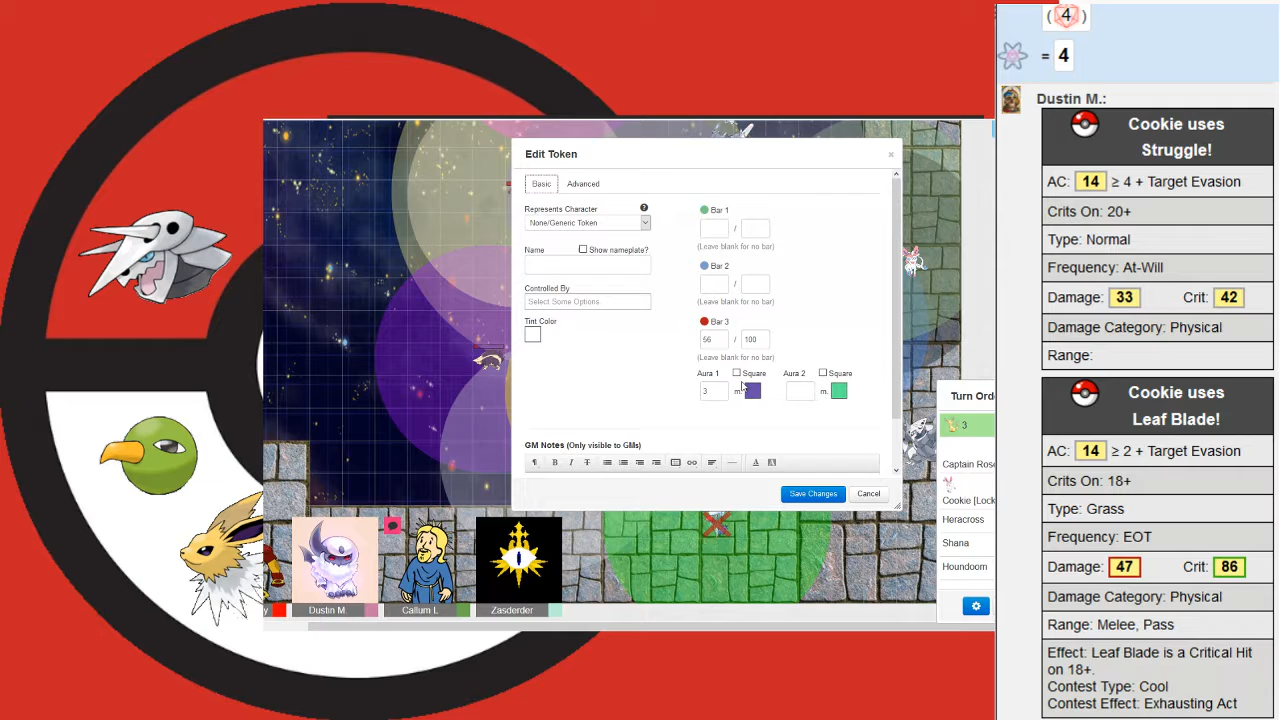 Edit Token
×
Basic
Advanced
Represents Character
?
None/Generic Token
Name
Show nameplate?
Controlled By
Select Some Options
Tint Color
Bar 1
/
(Leave blank for no bar)
Bar 2
/
(Leave blank for no bar)
Bar 3
56 / 100
(Leave blank for no bar)
Aura 1
Square
Aura 2
Square
3
m.
m.
GM Notes (Only visible to GMs)
Save Changes
Cancel
y
Dustin M.
Callum L
Zasderder
Turn Orde
3
Captain Rose
Cookie [Lock
Heracross
Shana
Houndoom
(4)
= 4
Dustin M.:
Cookie uses
Struggle!
AC: 14 ≥ 4 + Target Evasion
Crits On: 20+
Type: Normal
Frequency: At-Will
Damage: 33 Crit: 42
Damage Category: Physical
Range:
Cookie uses
Leaf Blade!
AC: 14 ≥ 2 + Target Evasion
Crits On: 18+
Type: Grass
Frequency: EOT
Damage: 47 Crit: 86
Damage Category: Physical
Range: Melee, Pass
Effect: Leaf Blade is a Critical Hit
on 18+.
Contest Type: Cool
Contest Effect: Exhausting Act